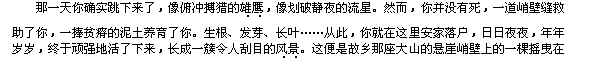 那一天你确实跳下来了，像俯冲搏猎的雄鹰，像划破静夜的流星。然而，你并没有死，一道峭壁缝救
助了你，一捧贫瘠的泥土养育了你。生根、发芽、长叶……从此，你就在这里安家落户，日日夜夜，年年
岁岁，终于顽强地活了下来，长成一簇令人刮目的风景。这便是故乡那座大山的悬崖峭壁上的一棵摇曳在